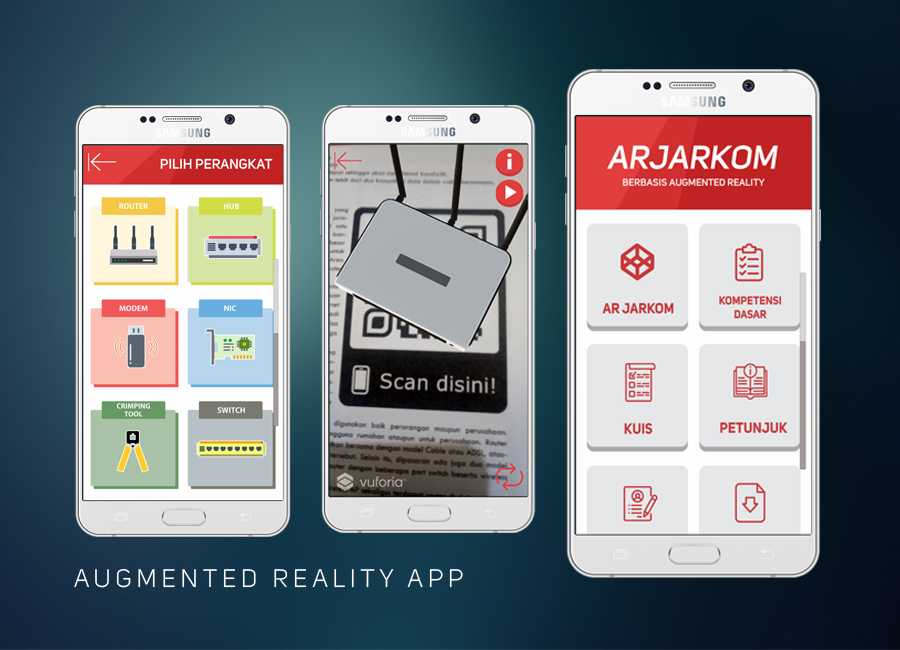 SAMSUNG
PILIH PERANGKAT
ROUTER
HUB
MODEM
NIC
CRIMPING
TOOL
SWITCH
SAMSUNG
i
Scan disini!
digunakan baik perorangan maupun perusahaan.
vuforia™
SAMSUNG
ARJARKOM
BERBASIS AUGMENTED REALITY
AR JARKOM
KOMPETENSI
DASAR
KUIS
PETUNJUK
AUGMENTED REALITY APP